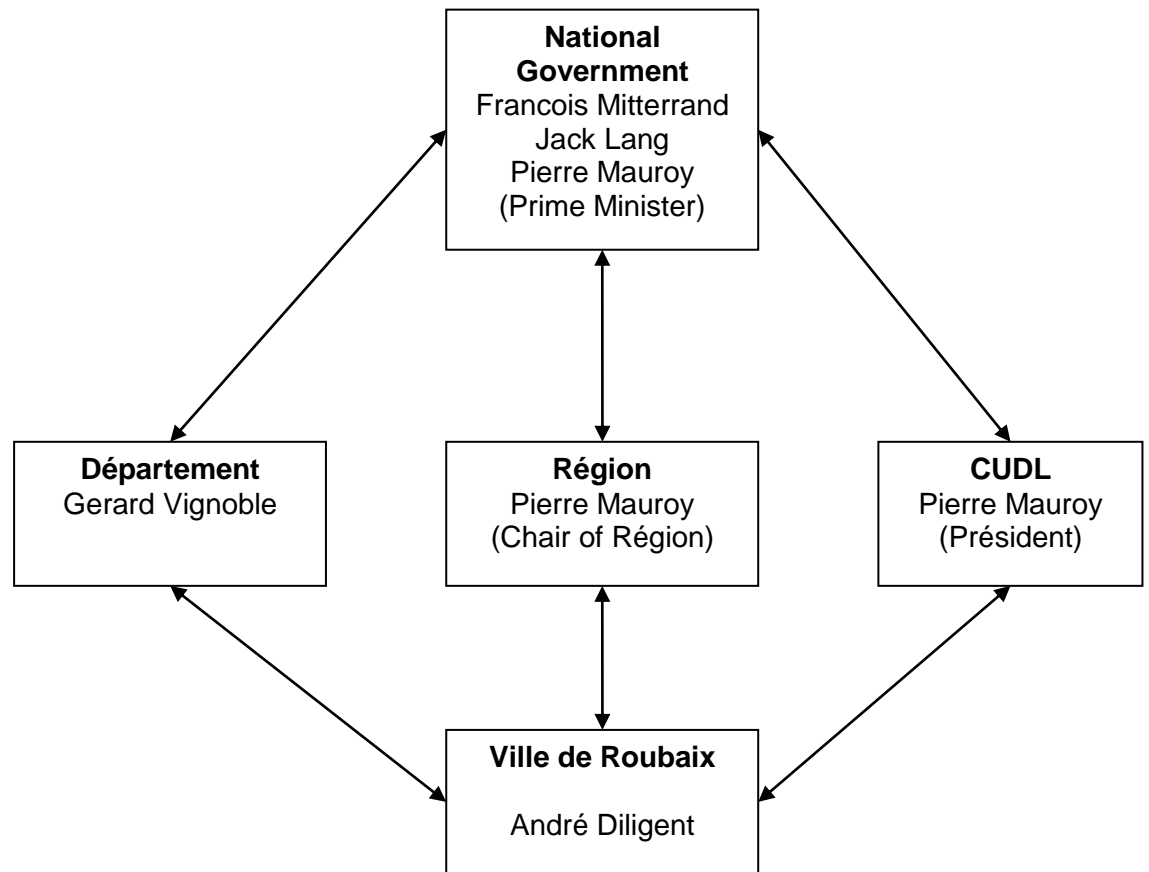 National
Government
Francois Mitterrand
Jack Lang
Pierre Mauroy
(Prime Minister)
Département
Gerard Vignoble
Région
Pierre Mauroy
(Chair of Région)
CUDL
Pierre Mauroy
(Président)
Ville de Roubaix
André Diligent